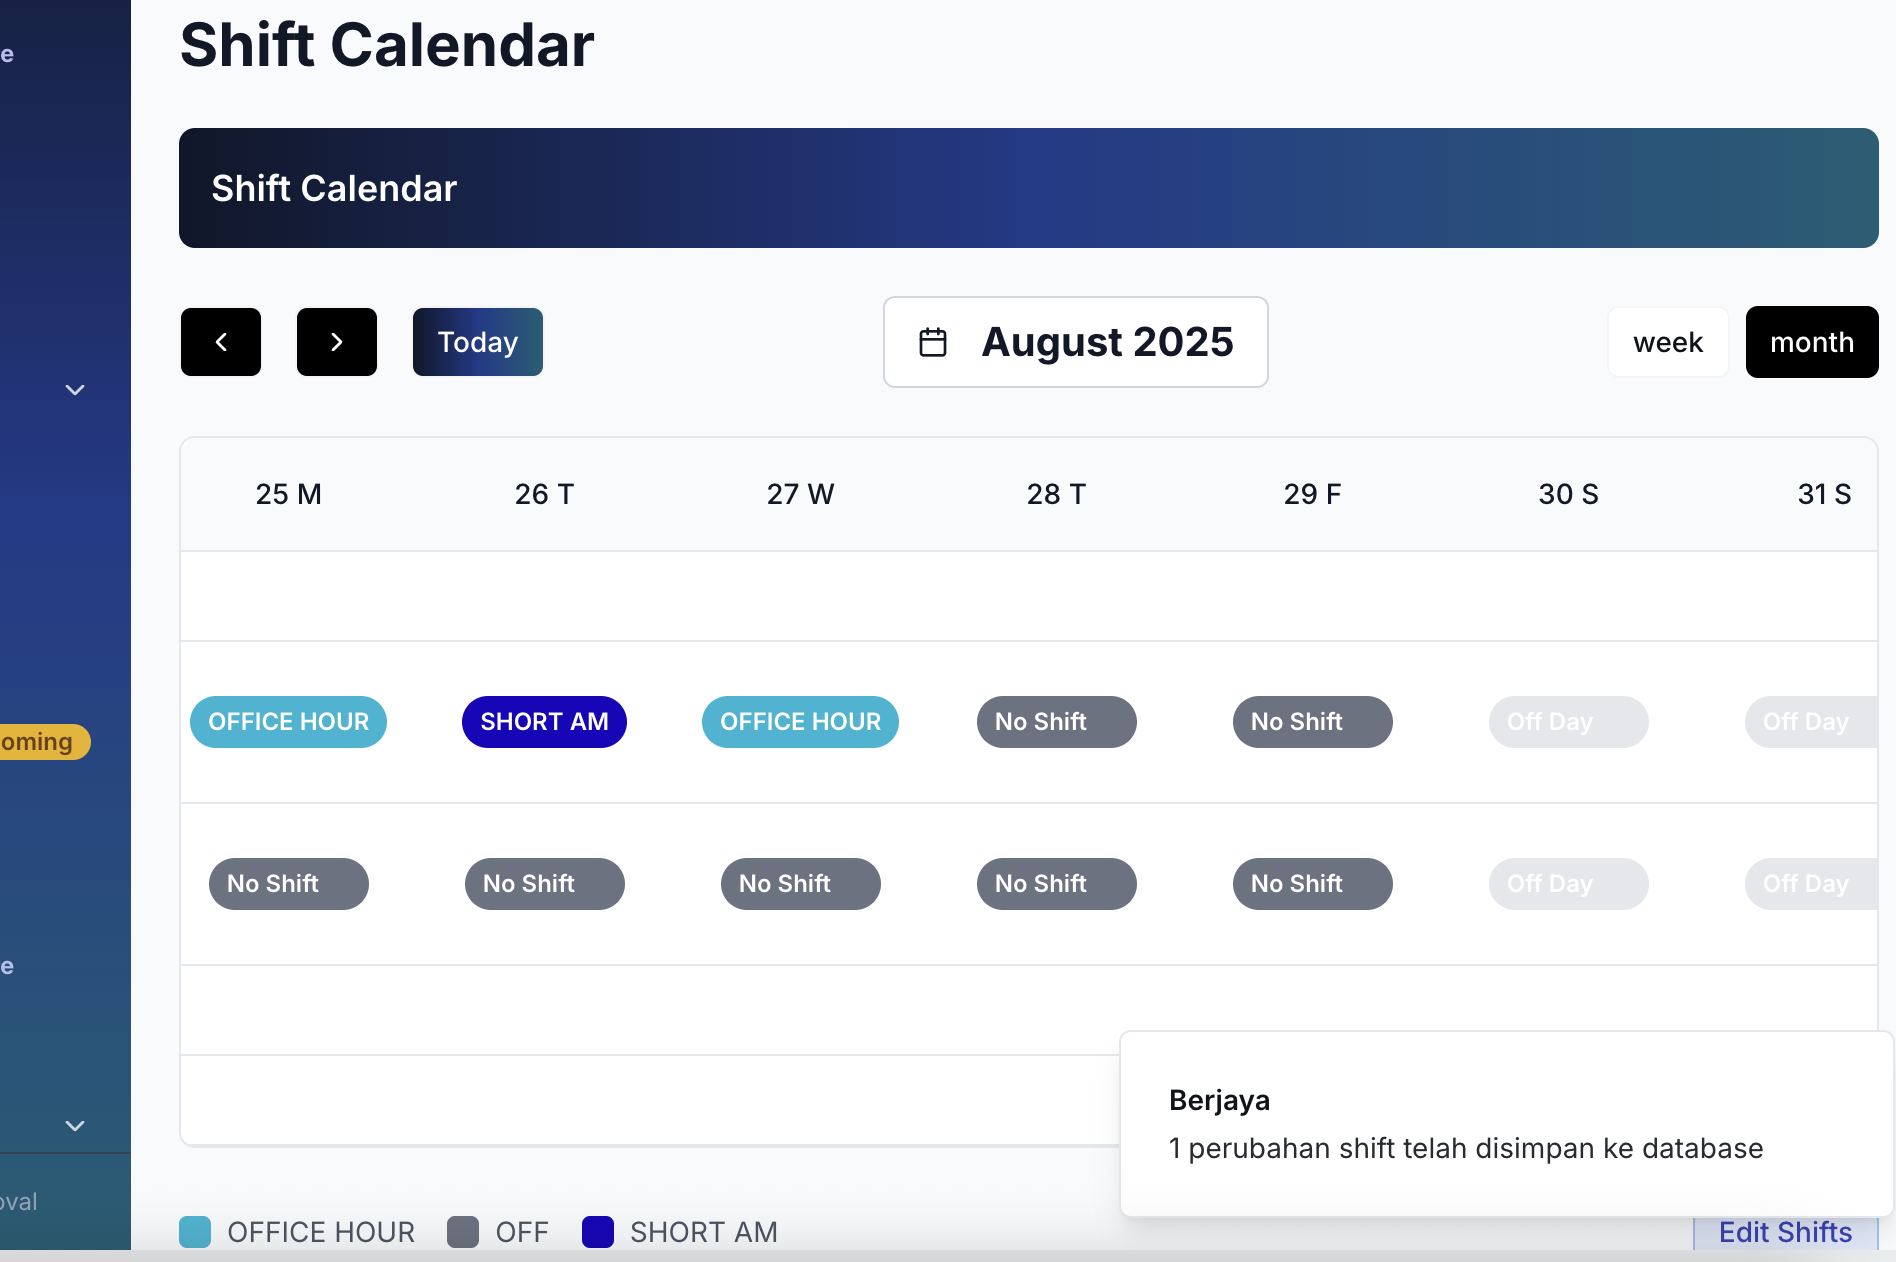 Shift Calendar
Shift Calendar
Today
August 2025
week
month
25 M 26 T 27 W 28 T 29 F 30 S 31 S
OFFICE HOUR SHORT AM OFFICE HOUR No Shift No Shift Off Day Off Day
No Shift No Shift No Shift No Shift No Shift Off Day Off Day
Berjaya
1 perubahan shift telah disimpan ke database
OFFICE HOUR OFF SHORT AM
Edit Shifts
e
oming
e
oval